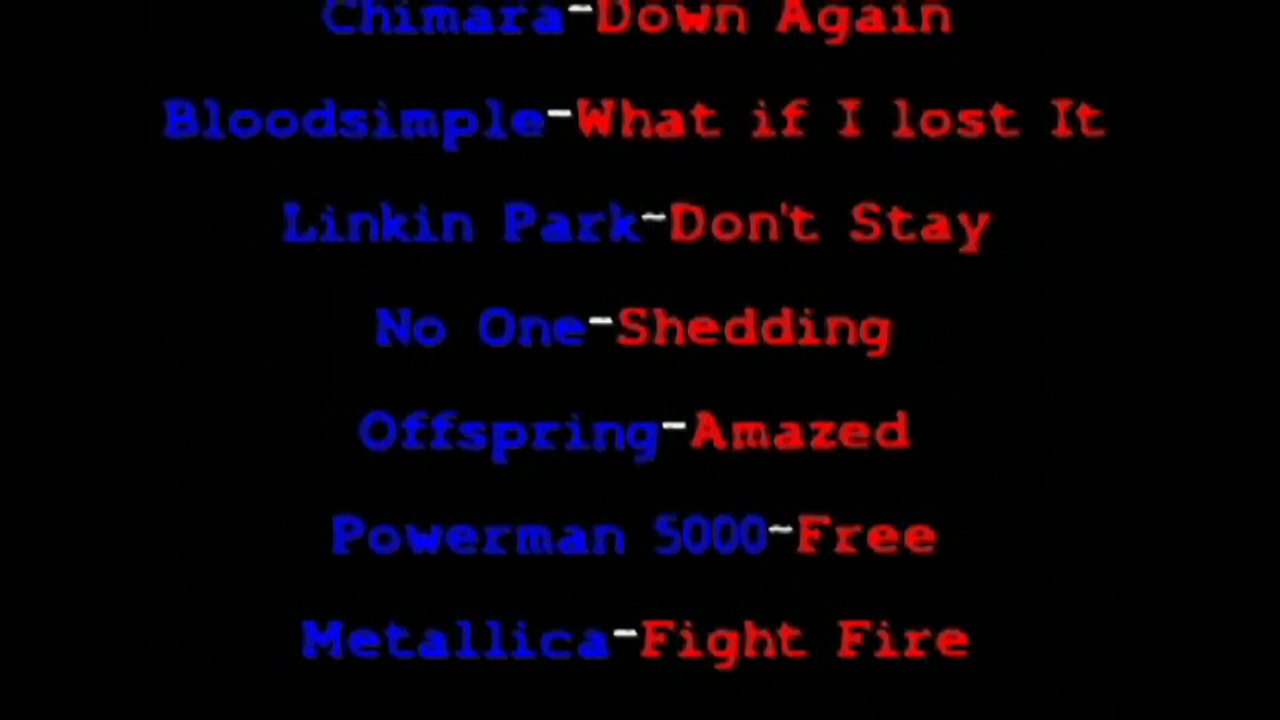 Chimara~Down Again
Bloodsimple~What if I lost It
Linkin Park~Don't Stay
No One~Shedding
Offspring~Amazed
Powerman 5000~Free
Metallica~Fight Fire